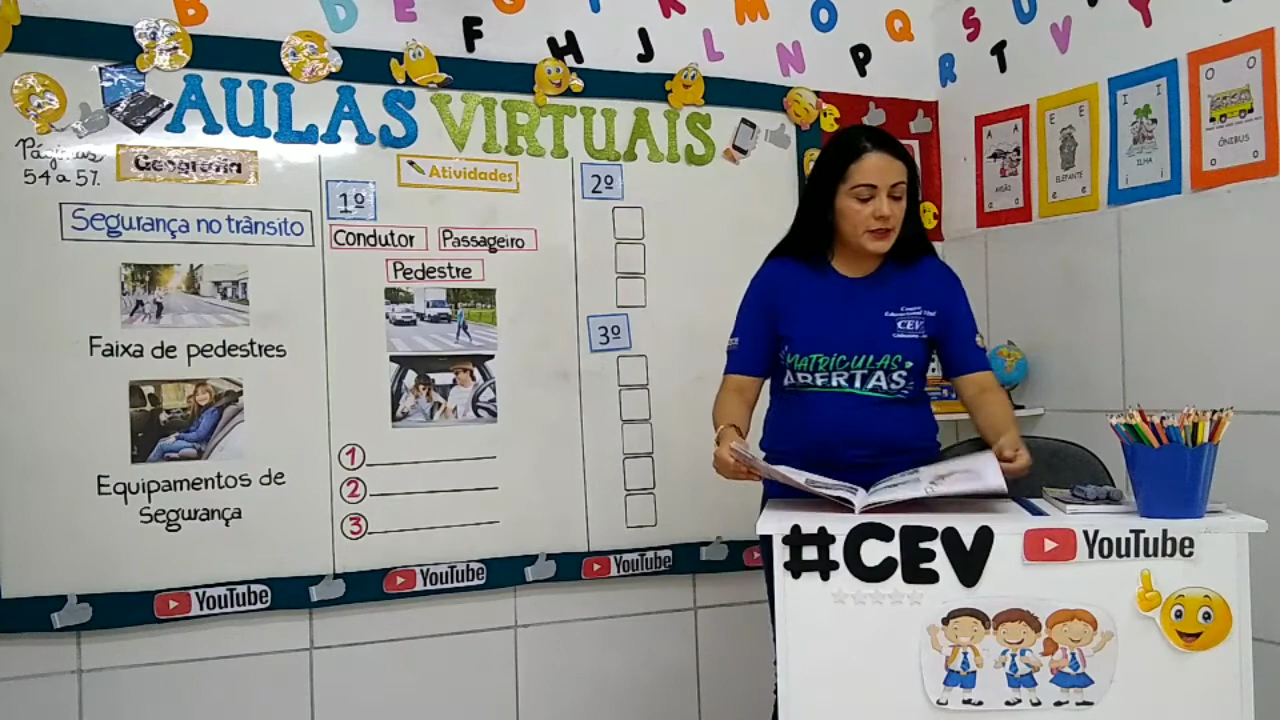 B D E
F H J L M N O P Q R S T U V Y
AULAS VIRTUAIS
Páginas
54 a 57.
Geografia
Segurança no trânsito
Faixa de pedestres
Equipamentos de
Segurança
Atividades
1º
Condutor Passageiro
Pedestre
1
2
3
2º
3º
YouTube YouTube YouTube
A A
AVIÃO
a a
E E
ELEFANTE
e e
I I
ILHA
i i
O O
ÔNIBUS
o o
CEV
MATRÍCULAS
ABERTAS
#CEV YouTube